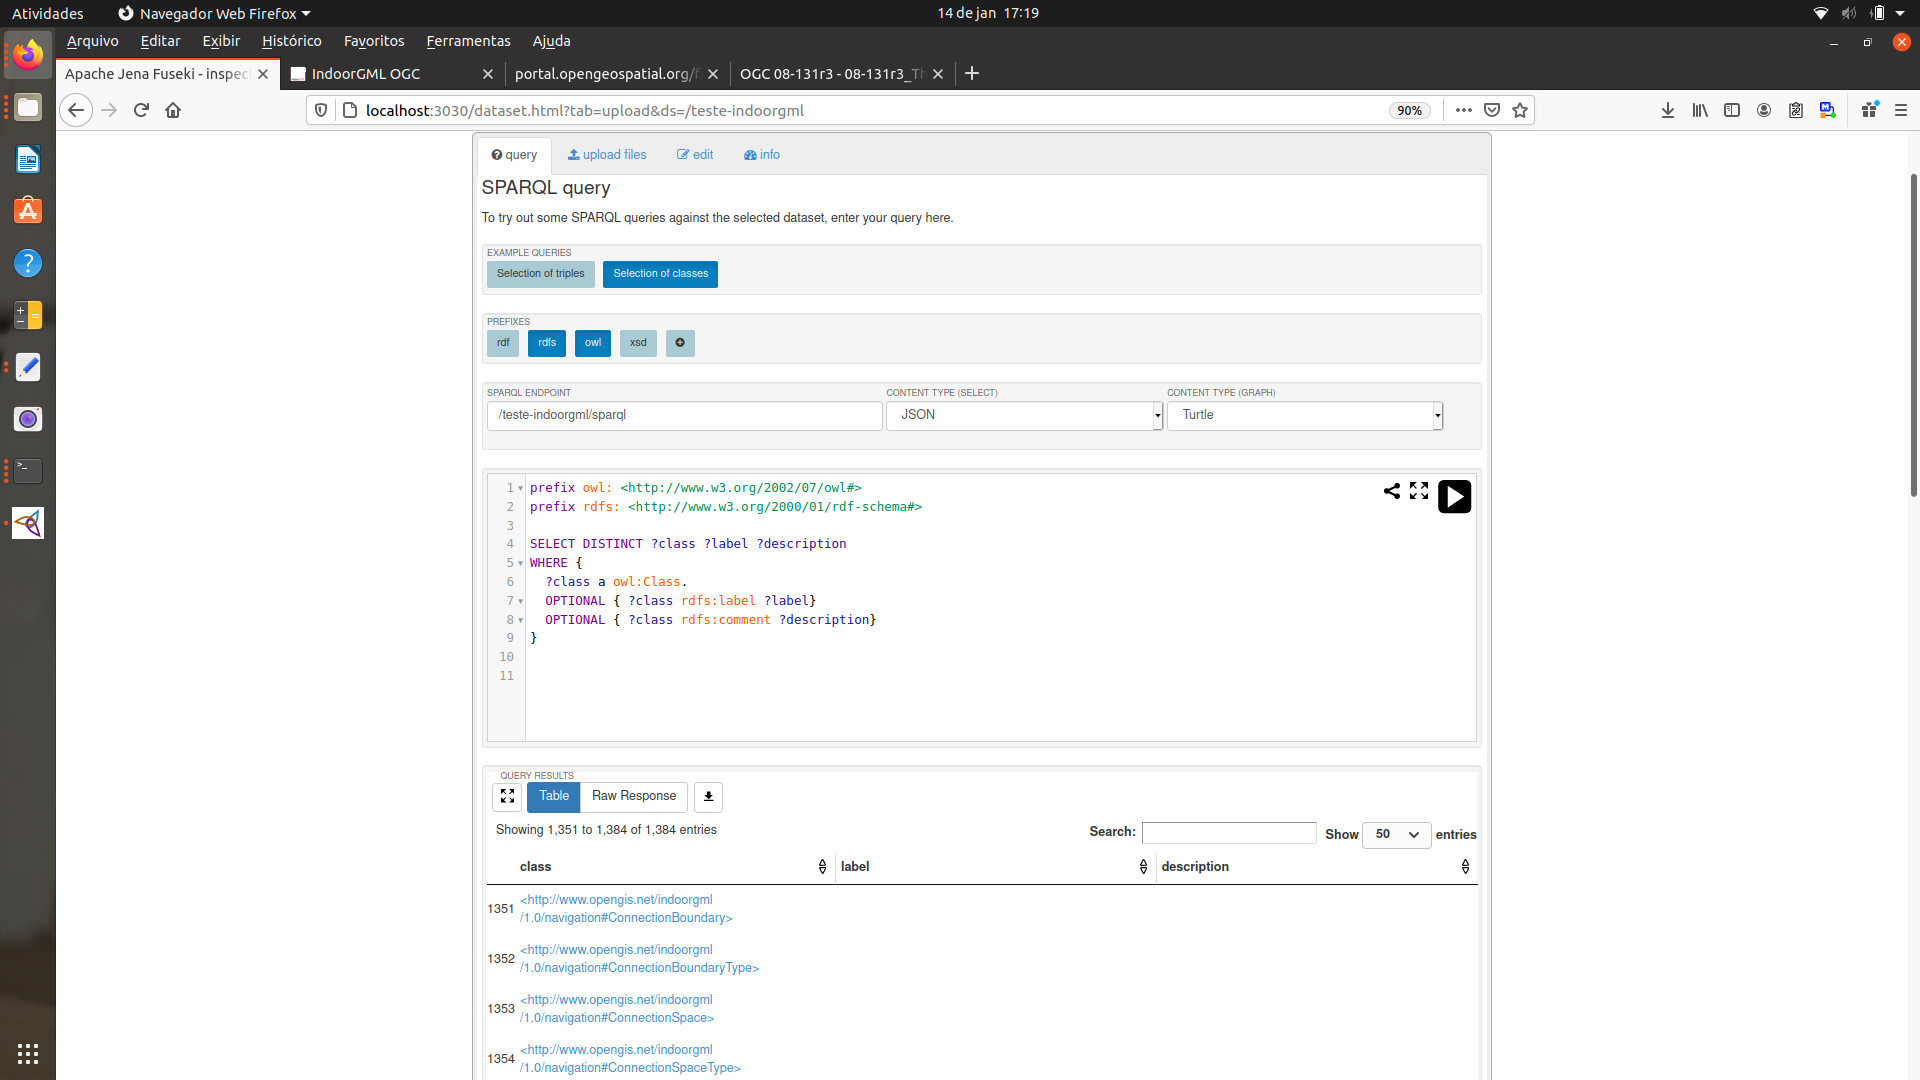 Atividades
Navegador Web Firefox
14 de jan 17:19
Arquivo Editar Exibir Histórico Favoritos Ferramentas Ajuda
Apache Jena Fuseki - inspec
IndoorGML OGC
portal.opengeospatial.org/f
OGC 08-131r3 - 08-131r3_Th
localhost:3030/dataset.html?tab=upload&ds=/teste-indoorgml
90%
query
upload files
edit
info
SPARQL query
To try out some SPARQL queries against the selected dataset, enter your query here.
EXAMPLE QUERIES
Selection of triples
Selection of classes
PREFIXES
rdf
rdfs
owl
xsd
SPARQL ENDPOINT
CONTENT TYPE (SELECT)
CONTENT TYPE (GRAPH)
/teste-indoorgml/sparql
JSON
Turtle
1 prefix owl: <http://www.w3.org/2002/07/owl#>
2 prefix rdfs: <http://www.w3.org/2000/01/rdf-schema#>
3
4 SELECT DISTINCT ?class ?label ?description
5 WHERE {
6 ?class a owl:Class.
7 OPTIONAL { ?class rdfs:label ?label}
8 OPTIONAL { ?class rdfs:comment ?description}
9 }
10
11
QUERY RESULTS
Table
Raw Response
Showing 1,351 to 1,384 of 1,384 entries
Search:
Show 50 entries
class
label
description
1351 <http://www.opengis.net/indoorgml
/1.0/navigation#ConnectionBoundary>
1352 <http://www.opengis.net/indoorgml
/1.0/navigation#ConnectionBoundaryType>
1353 <http://www.opengis.net/indoorgml
/1.0/navigation#ConnectionSpace>
1354 <http://www.opengis.net/indoorgml
/1.0/navigation#ConnectionSpaceType>